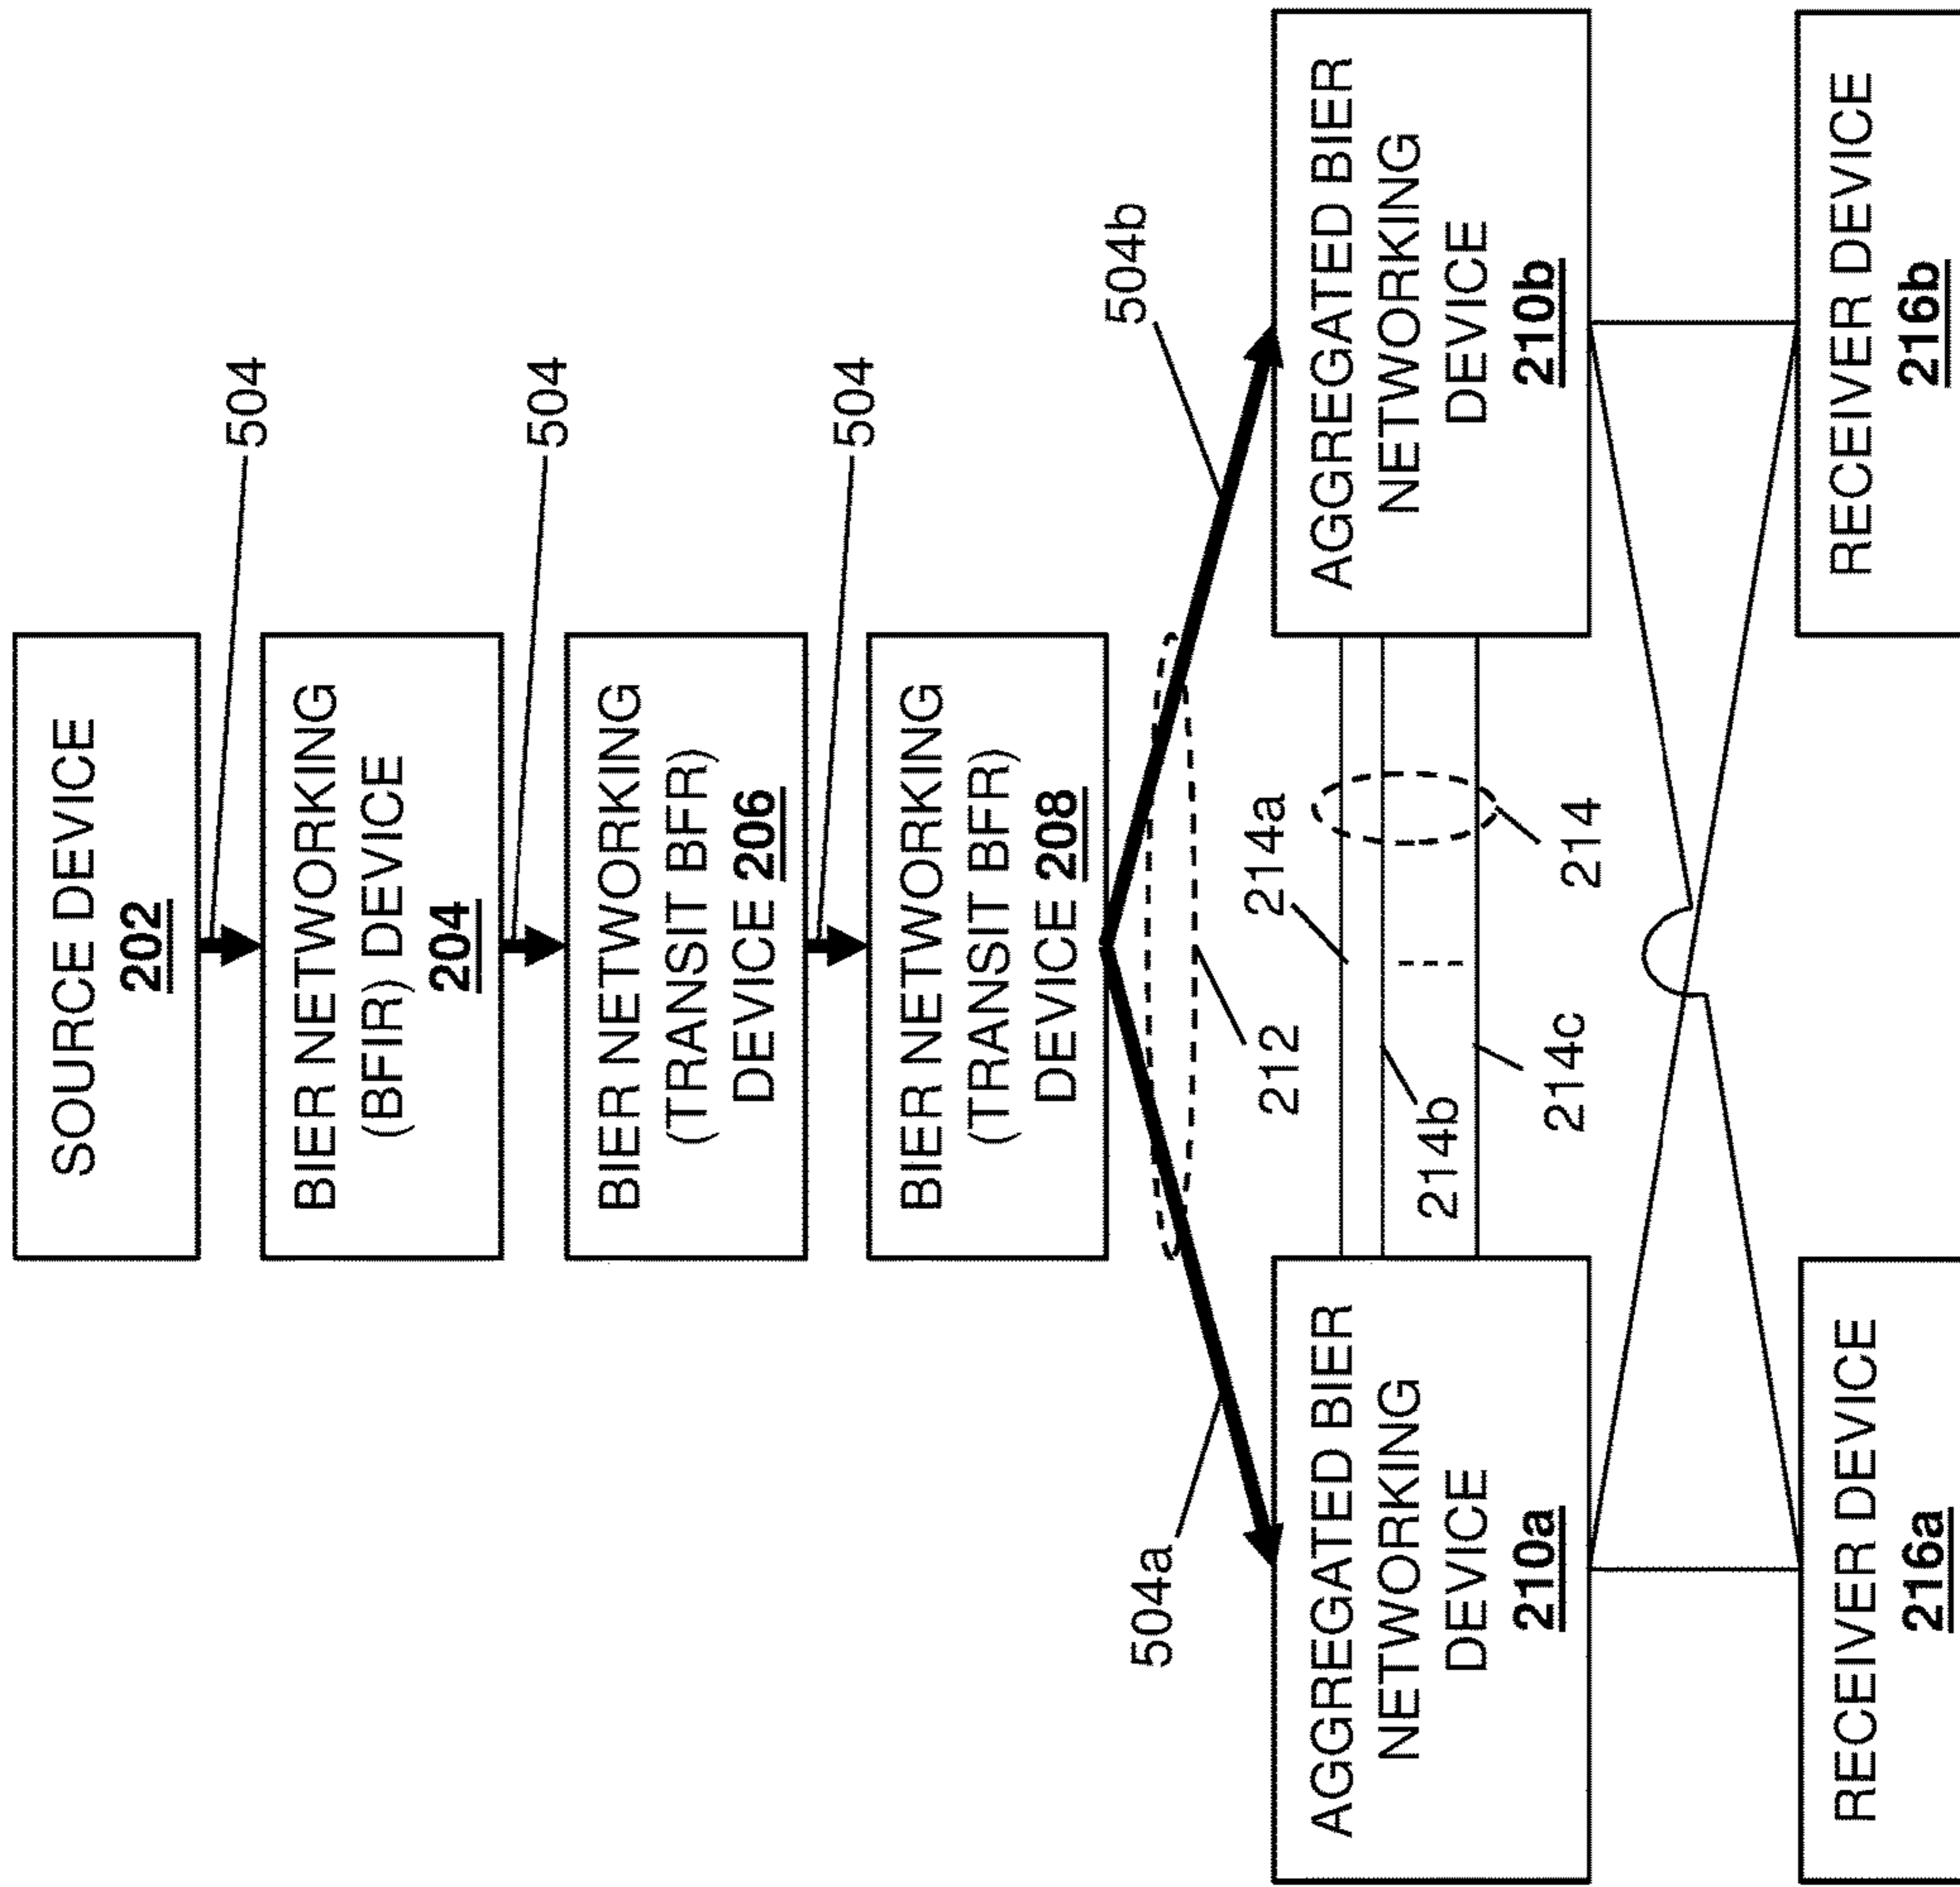 SOURCE DEVICE
202
504
BIER NETWORKING
(BFIR) DEVICE
204
504
BIER NETWORKING
(TRANSIT BFR)
DEVICE 206
504
BIER NETWORKING
(TRANSIT BFR)
DEVICE 208
504a
504b
212
AGGREGATED BIER
NETWORKING
DEVICE
210a
214a
214b
214c
214
AGGREGATED BIER
NETWORKING
DEVICE
210b
RECEIVER DEVICE
216a
RECEIVER DEVICE
216b